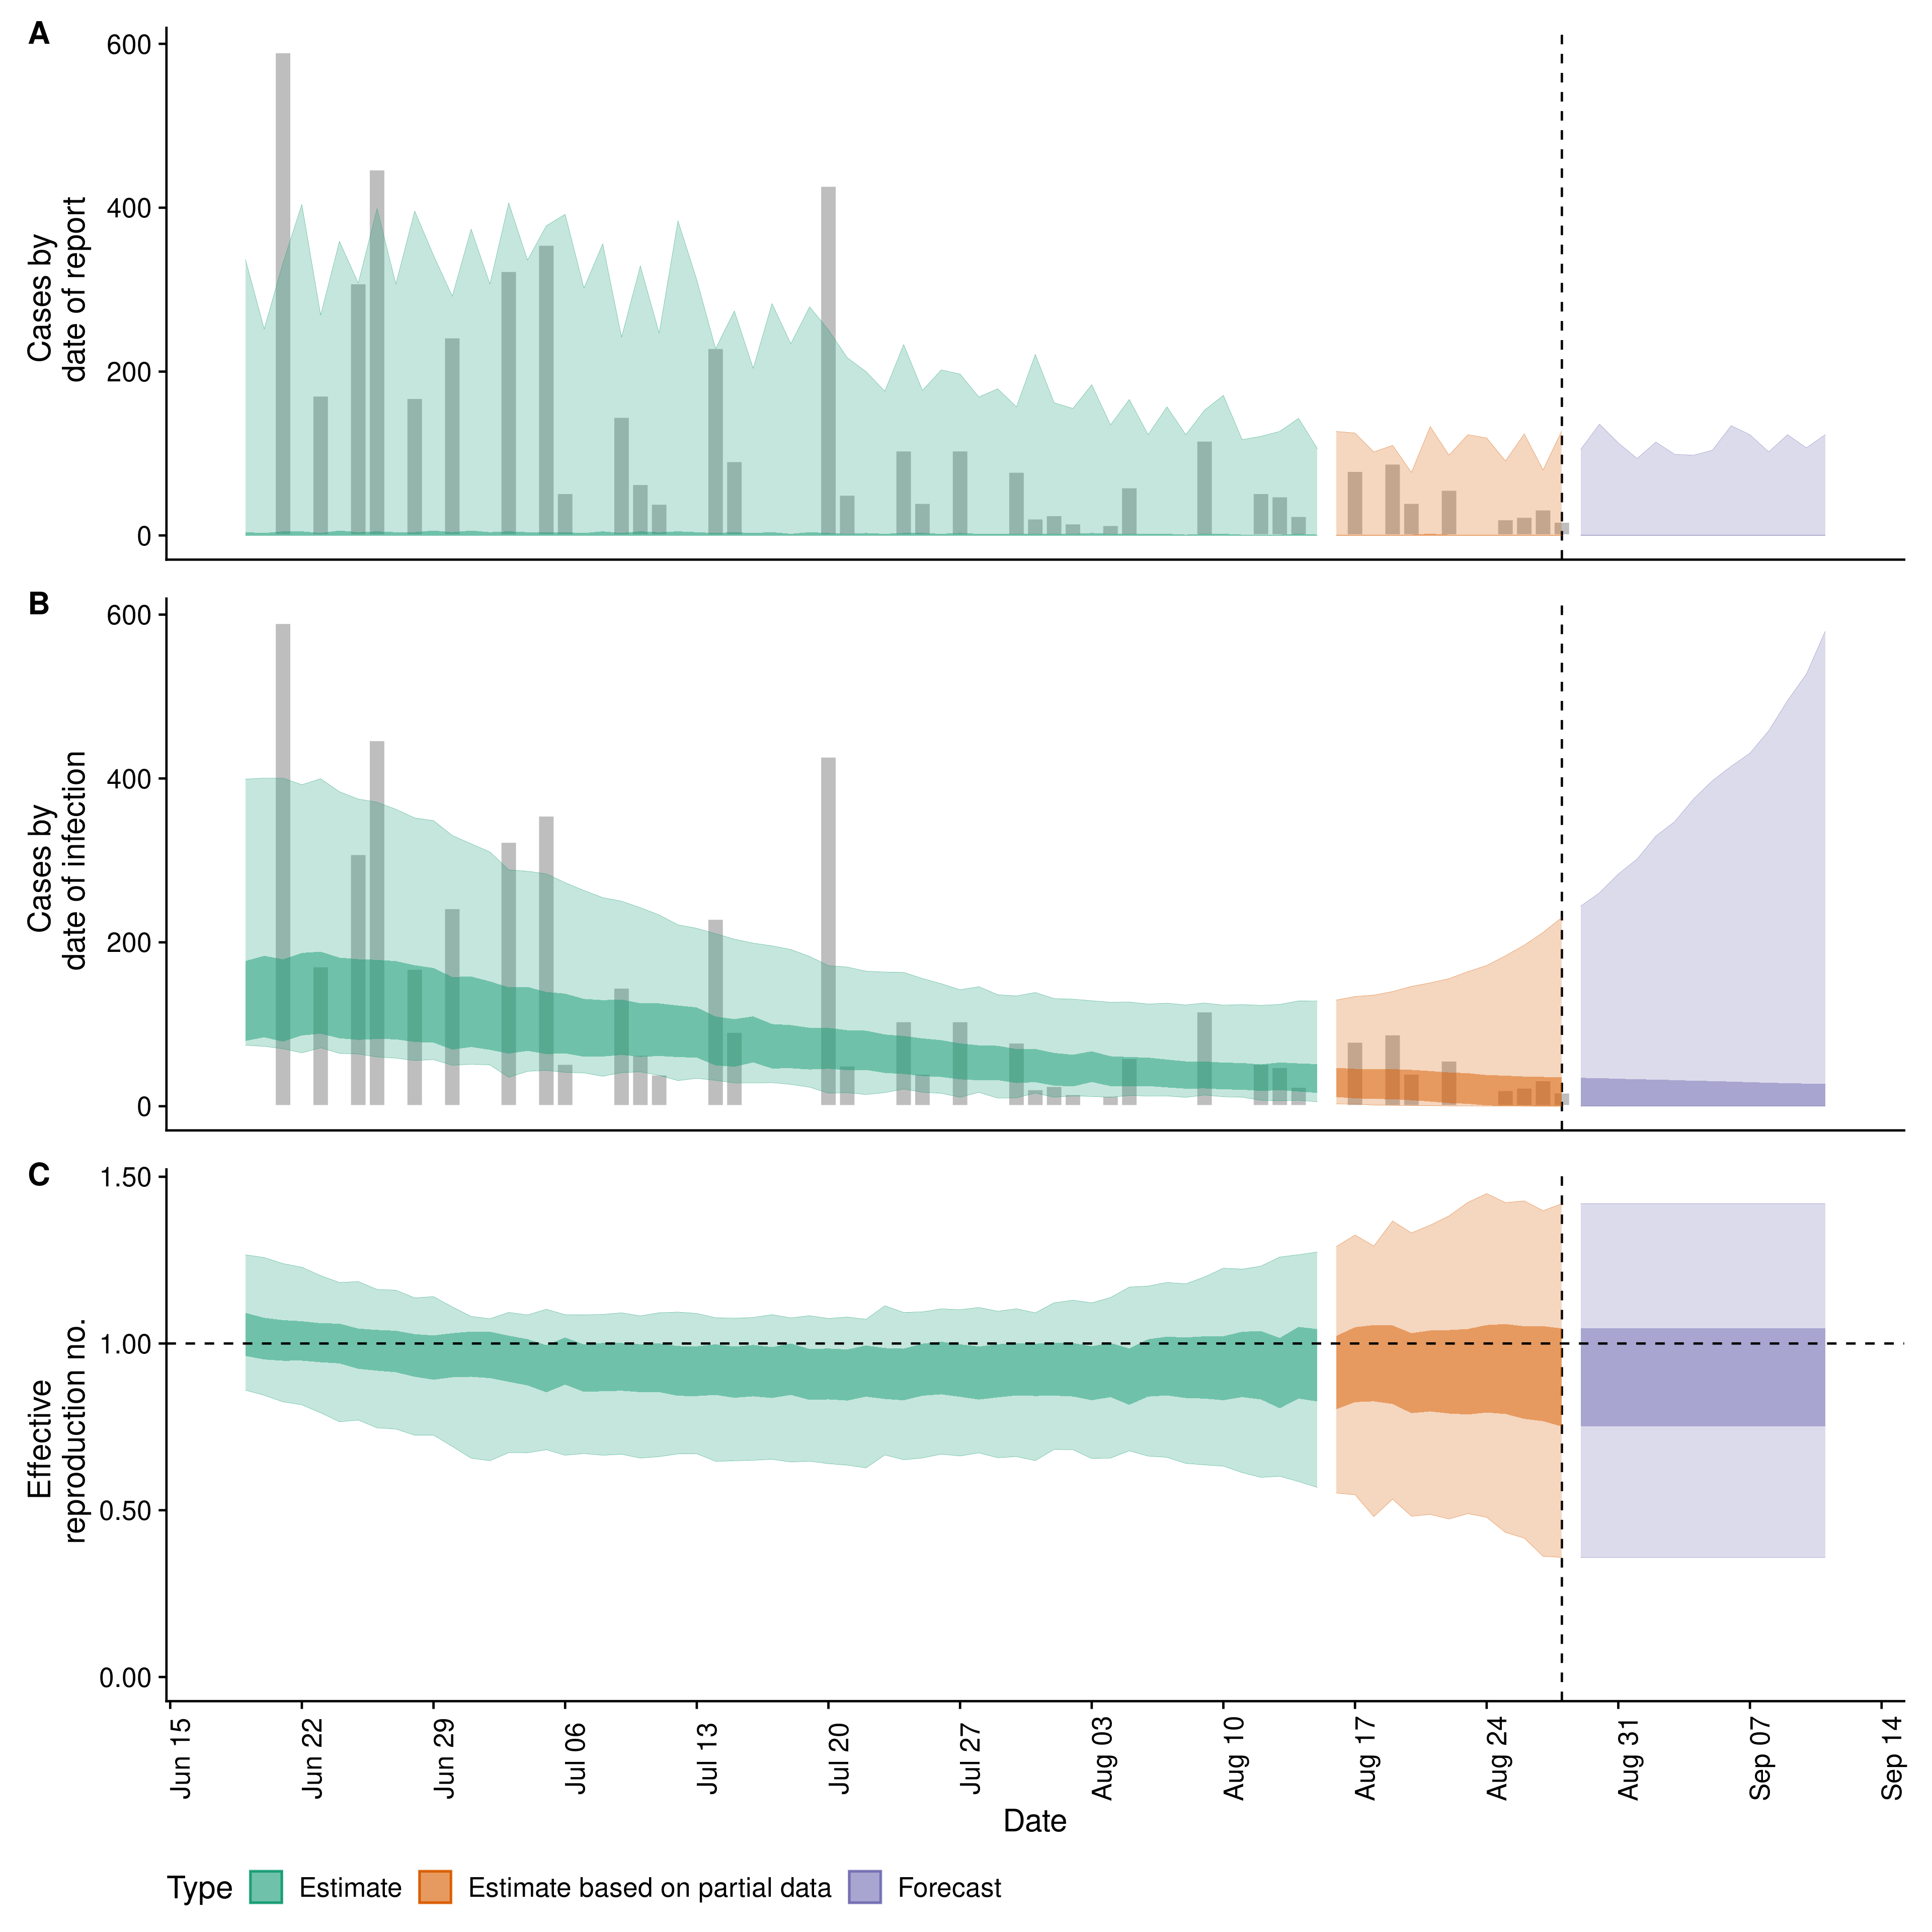 A
600
400
200
0
Cases by
date of report
B
600
400
200
0
Cases by
date of infection
C
1.50
1.00
0.50
0.00
Effective
reproduction no.
Jun 15
Jun 22
Jun 29
Jul 06
Jul 13
Jul 20
Jul 27
Aug 03
Aug 10
Aug 17
Aug 24
Aug 31
Sep 07
Sep 14
Date
Type Estimate Estimate based on partial data Forecast